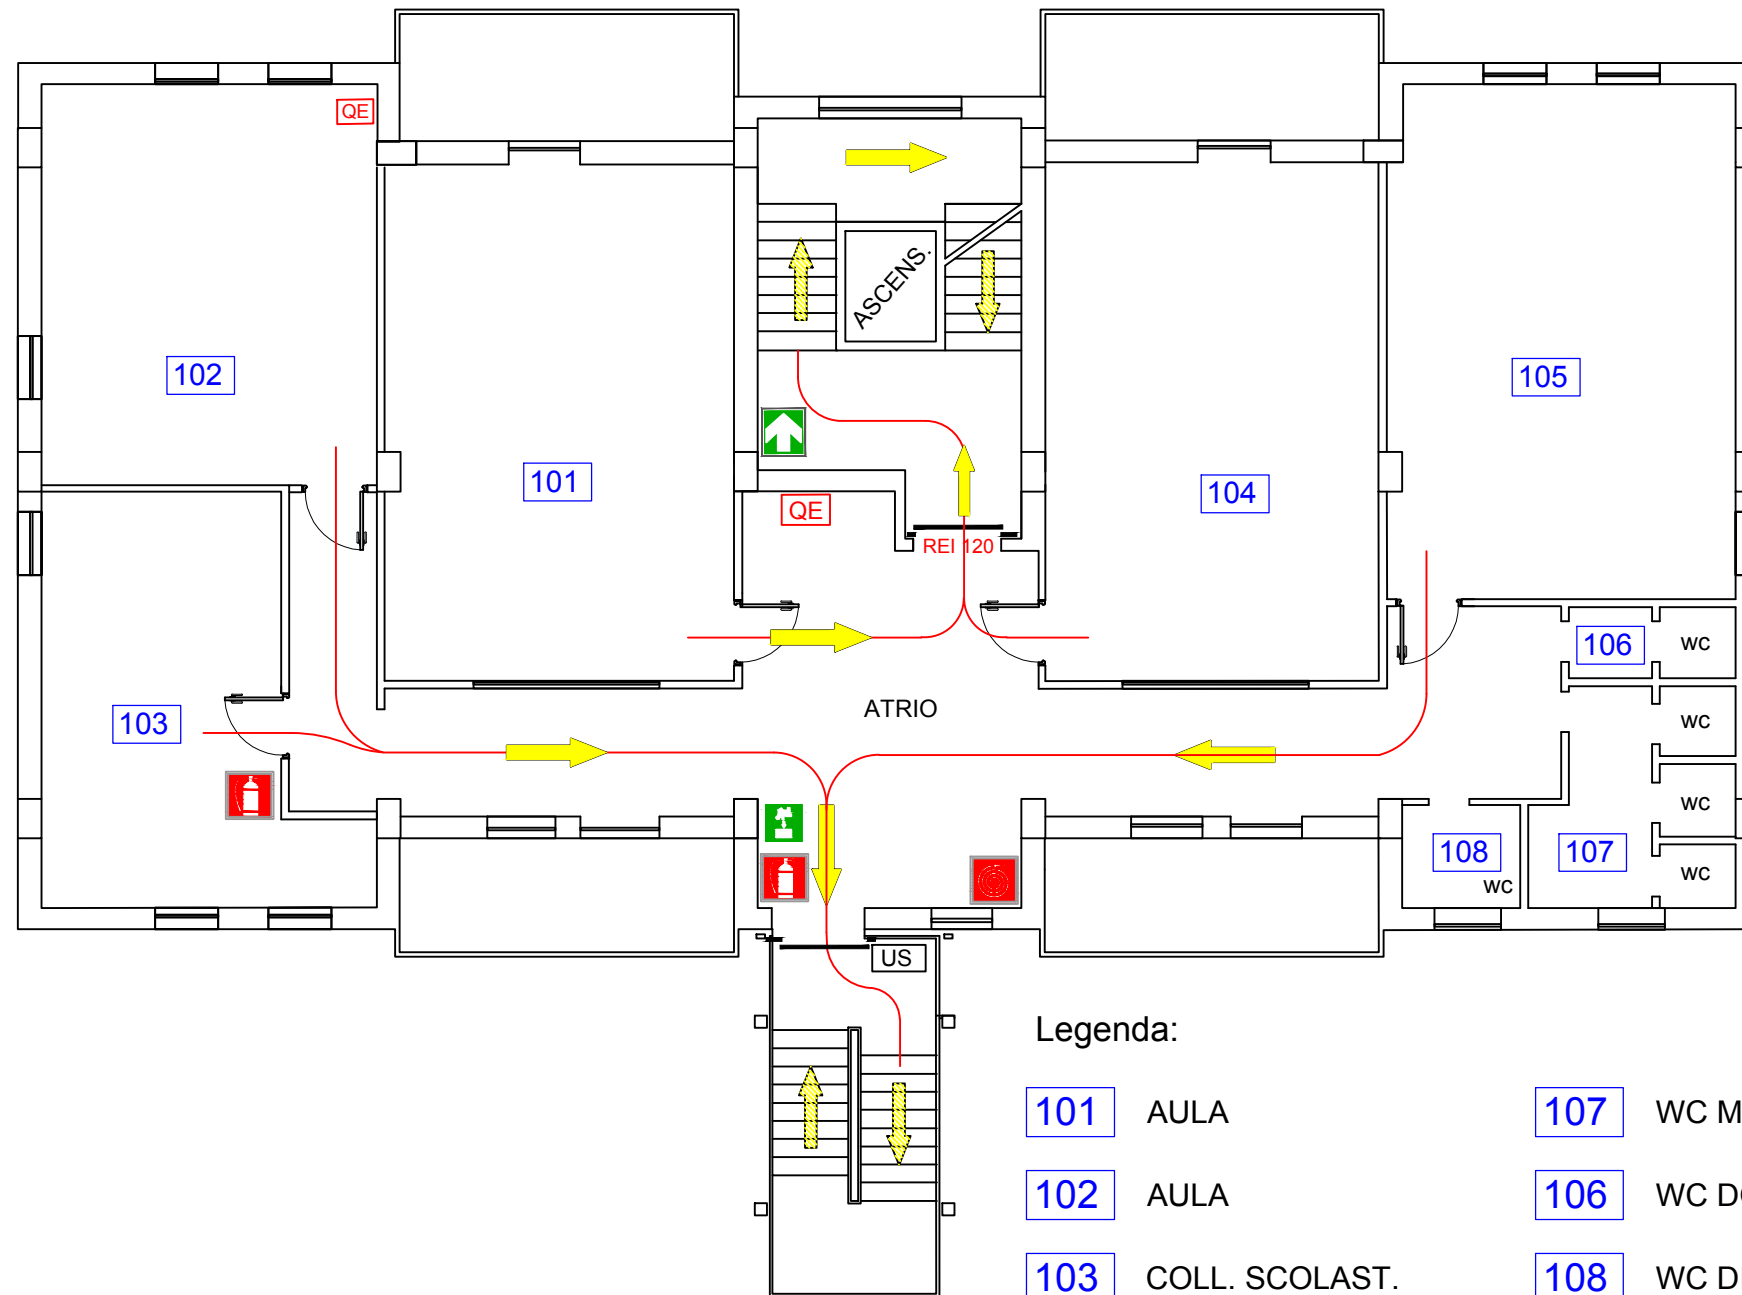 QE
ASCENS.
102
105
101
104
QE
REI 120
106
wc
103
ATRIO
wc
wc
108
107
wc
wc
US
Legenda:
101 AULA
107 WC M
102 AULA
106 WC
103 COLL. SCOLAST.
108 WC